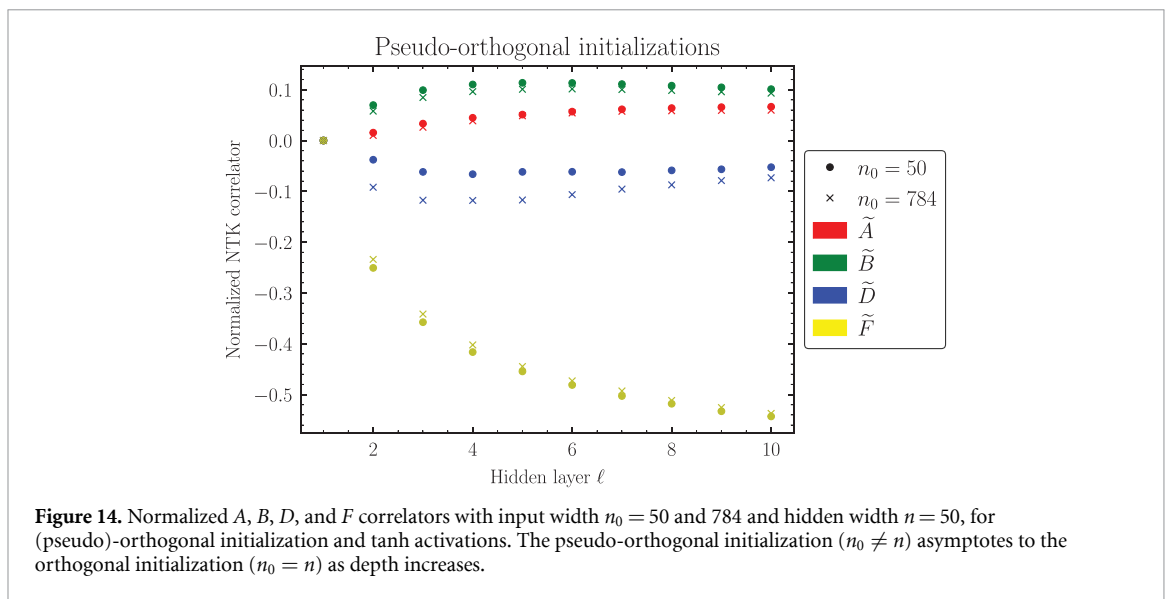 Pseudo-orthogonal initializations
Normalized NTK correlator
0.1
0.0
−0.1
−0.2
−0.3
−0.4
−0.5
2 4 6 8 10
Hidden layer ℓ
n₀ = 50
n₀ = 784
Ã
B̃
D̃
F̃
Figure 14. Normalized A, B, D, and F correlators with input width n₀ = 50 and 784 and hidden width n = 50, for
(pseudo)-orthogonal initialization and tanh activations. The pseudo-orthogonal initialization (n₀ ≠ n) asymptotes to the
orthogonal initialization (n₀ = n) as depth increases.